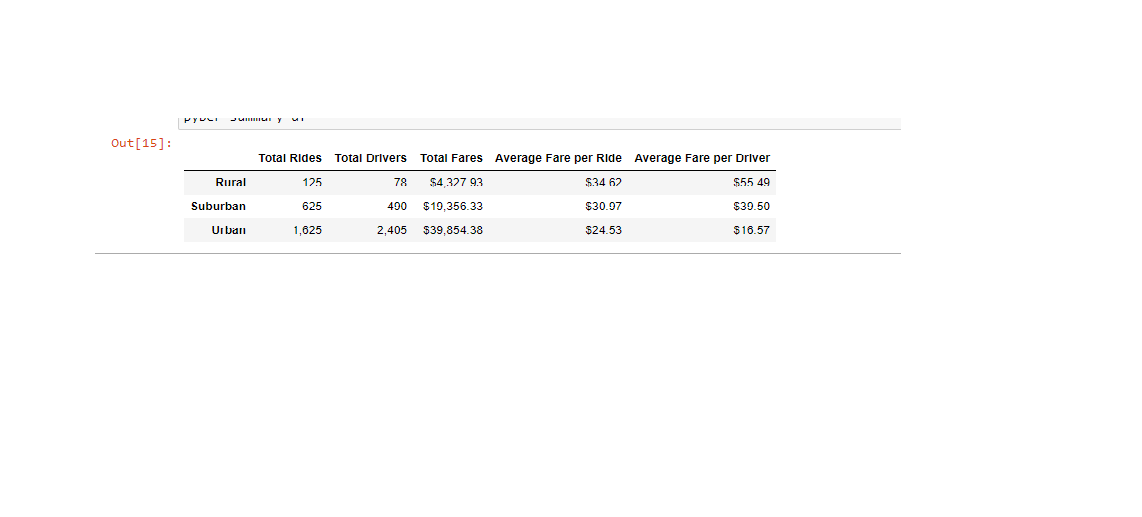 Out[15]:
Total Rides Total Drivers Total Fares Average Fare per Ride Average Fare per Driver
Rural 125 78 $4,327.93 $34.62 $55.49
Suburban 625 490 $19,356.33 $30.97 $39.50
Urban 1,625 2,405 $39,854.38 $24.53 $16.57